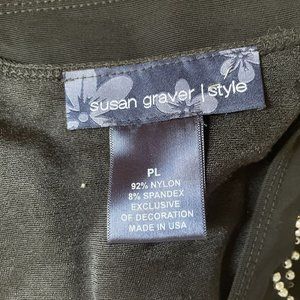 susan graver | style
PL
92% NYLON
8% SPANDEX
EXCLUSIVE
OF DECORATION
MADE IN USA